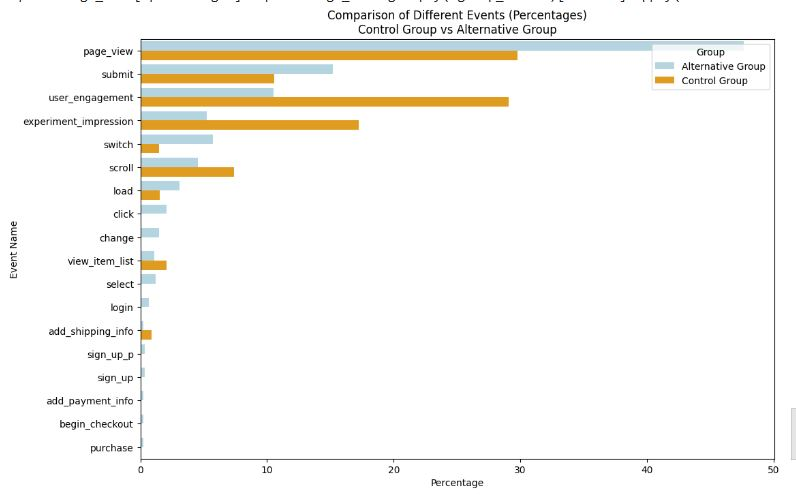 Comparison of Different Events (Percentages)
Control Group vs Alternative Group
Group
Alternative Group
Control Group
Event Name
page_view
submit
user_engagement
experiment_impression
switch
scroll
load
click
change
view_item_list
select
login
add_shipping_info
sign_up_p
sign_up
add_payment_info
begin_checkout
purchase
0 10 20 30 40 50
Percentage